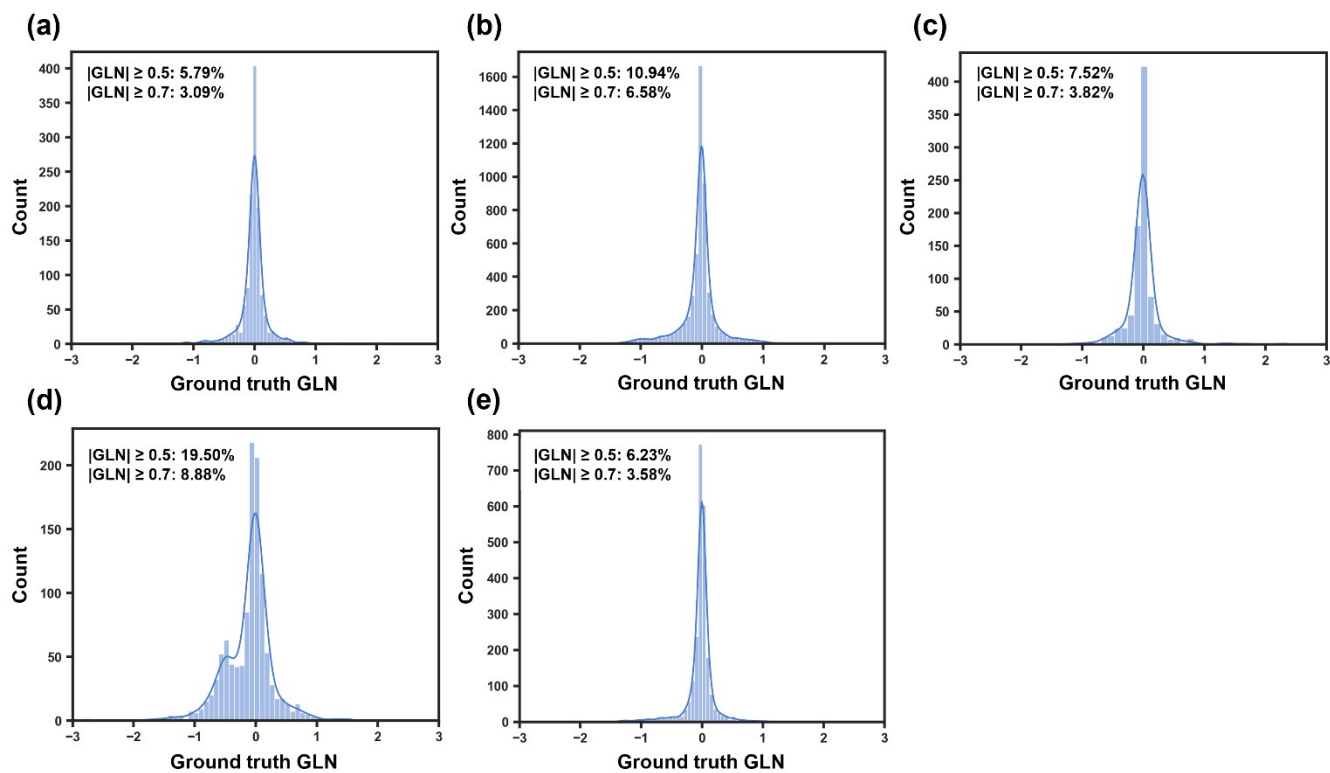 (a)
|GLN| ≥ 0.5: 5.79%
|GLN| ≥ 0.7: 3.09%
400
350
300
250
200
150
100
50
0
Count
−3 −2 −1 0 1 2 3
Ground truth GLN
(b)
|GLN| ≥ 0.5: 10.94%
|GLN| ≥ 0.7: 6.58%
1600
1400
1200
1000
800
600
400
200
0
Count
−3 −2 −1 0 1 2 3
Ground truth GLN
(c)
|GLN| ≥ 0.5: 7.52%
|GLN| ≥ 0.7: 3.82%
400
350
300
250
200
150
100
50
0
Count
−3 −2 −1 0 1 2 3
Ground truth GLN
(d)
|GLN| ≥ 0.5: 19.50%
|GLN| ≥ 0.7: 8.88%
200
150
100
50
0
Count
−3 −2 −1 0 1 2 3
Ground truth GLN
(e)
|GLN| ≥ 0.5: 6.23%
|GLN| ≥ 0.7: 3.58%
800
700
600
500
400
300
200
100
0
Count
−3 −2 −1 0 1 2 3
Ground truth GLN